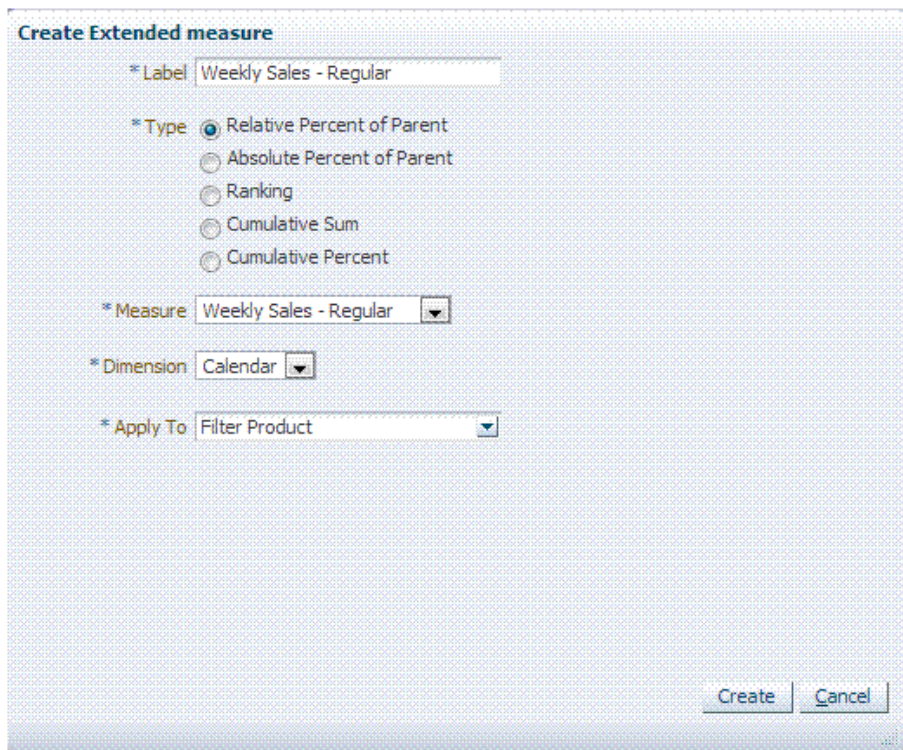 Create Extended measure
* Label Weekly Sales - Regular
* Type Relative Percent of Parent
Absolute Percent of Parent
Ranking
Cumulative Sum
Cumulative Percent
* Measure Weekly Sales - Regular
* Dimension Calendar
* Apply To Filter Product
Create Cancel